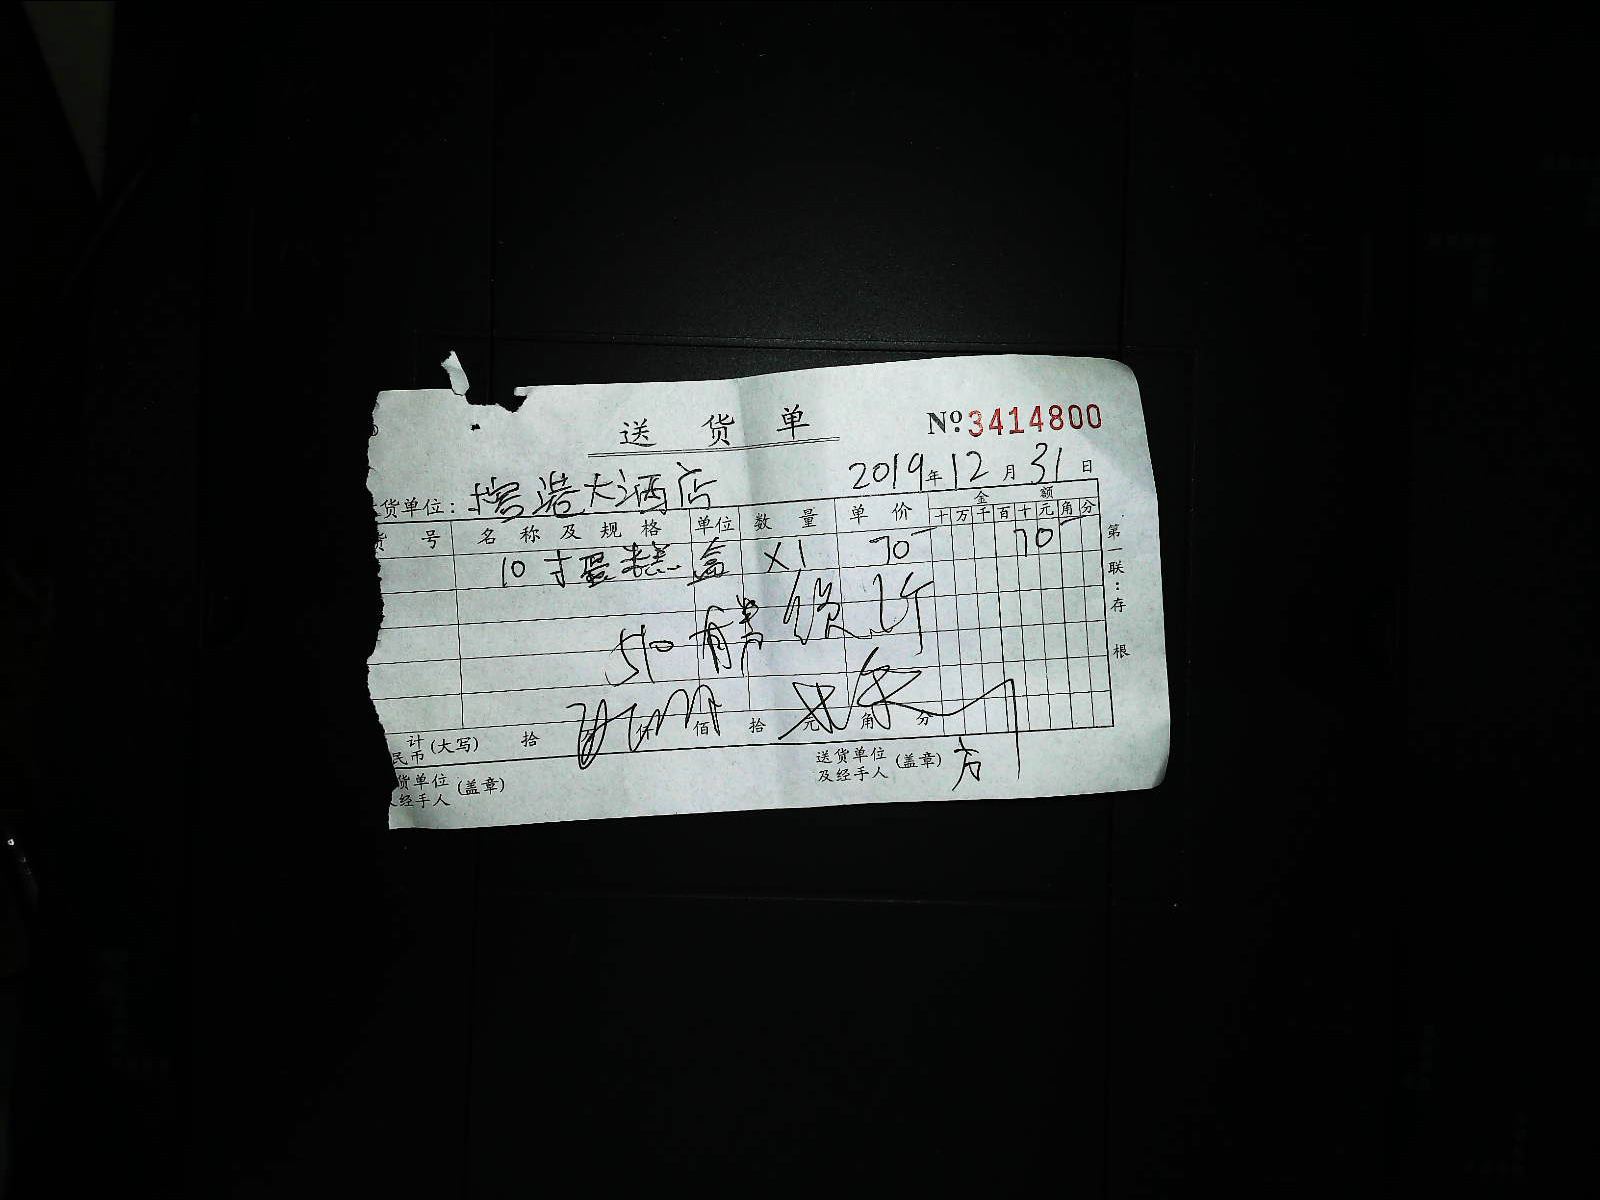 送货单 № 3414800
2019年12月31日
货单位: 大酒店
号 名称及规格 单位 数量 单价 金额
十 万 千 百 十 元 角 分
10寸蛋糕 盒 X1 70 70
第一联:存根
计
民币 (大写) 拾 仟 佰 拾 元 角 分
货单位 (盖章) 送货单位 (盖章) 方
经手人 及经手人